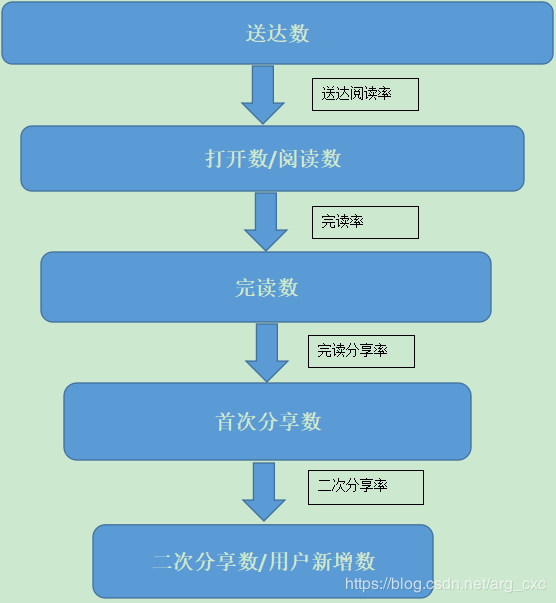 送达数
送达阅读率
打开数/阅读数
完读率
完读数
完读分享率
首次分享数
二次分享率
二次分享数/用户新增数
https://blog.csdn.net/arg_cxc